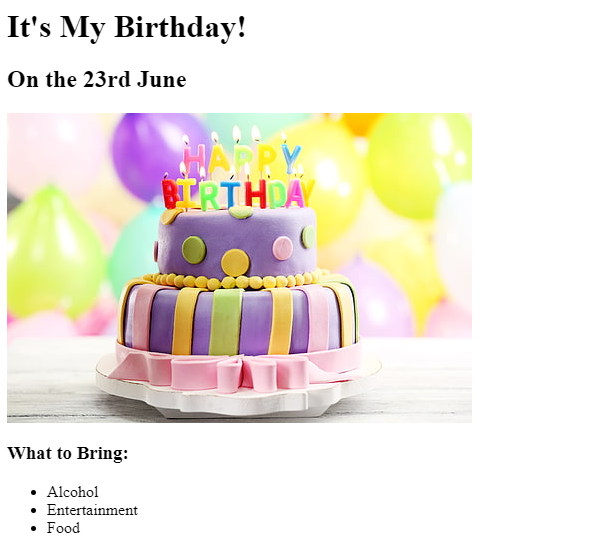 It's My Birthday!
On the 23rd June
HAPPY
BIRTHDAY
What to Bring:
Alcohol
Entertainment
Food